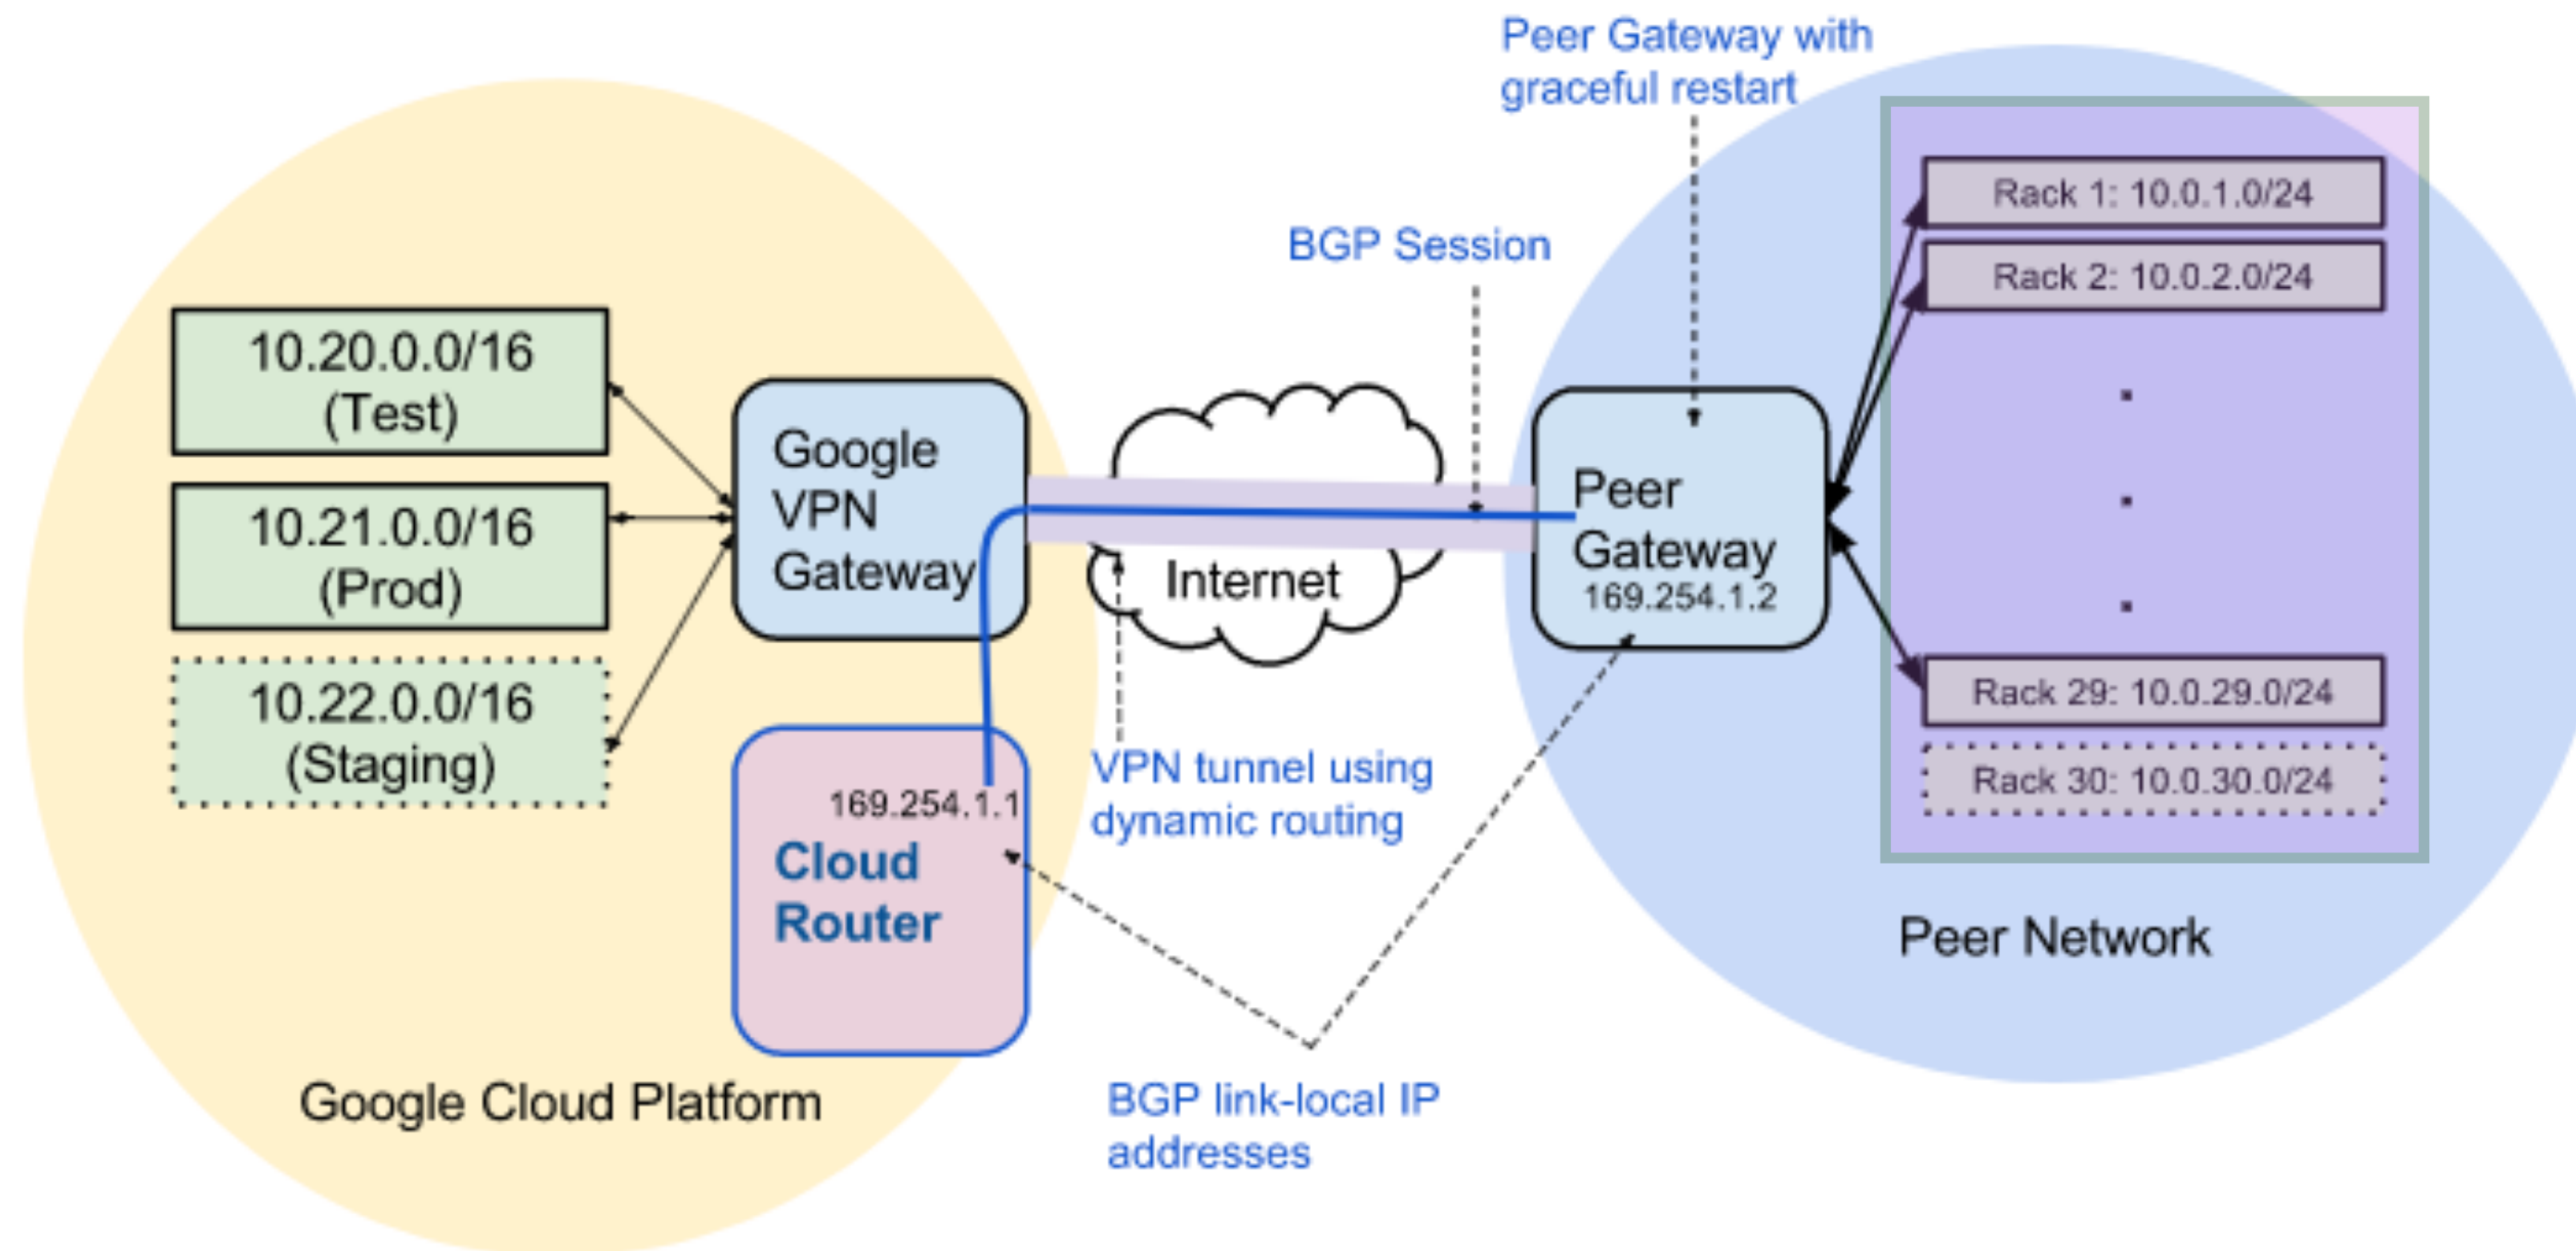 Peer Gateway with
graceful restart
BGP Session
Rack 1: 10.0.1.0/24
Rack 2: 10.0.2.0/24
Rack 29: 10.0.29.0/24
Rack 30: 10.0.30.0/24
10.20.0.0/16
(Test)
10.21.0.0/16
(Prod)
10.22.0.0/16
(Staging)
Google
VPN
Gateway
Internet
Peer
Gateway
169.254.1.2
VPN tunnel using
dynamic routing
169.254.1.1
Cloud
Router
Peer Network
Google Cloud Platform
BGP link-local IP
addresses